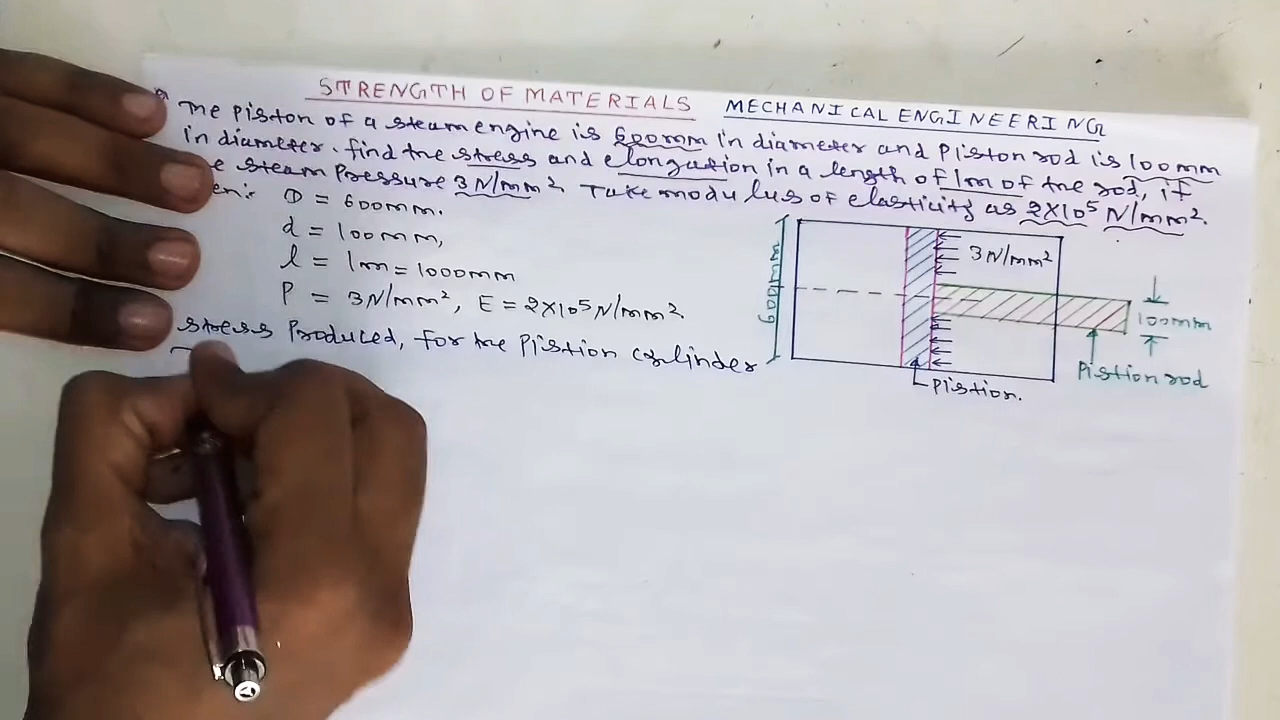 STRENGTH OF MATERIALS MECHANICAL ENGINEERING
The piston of a steam engine is 600mm in diameter and piston rod is 100mm
in diameter. find the stress and elongation in a length of 1m of the rod, if
steam Pressure 3N/mm² Take modulus of elasticity as 2×10⁵ N/mm².
D = 600mm.
d = 100mm,
l = 1m = 1000mm
P = 3N/mm², E = 2×10⁵ N/mm²
stress Produced, for the Pistion cylinder
600mm
3N/mm²
100mm
Pistion rod
Pistion.